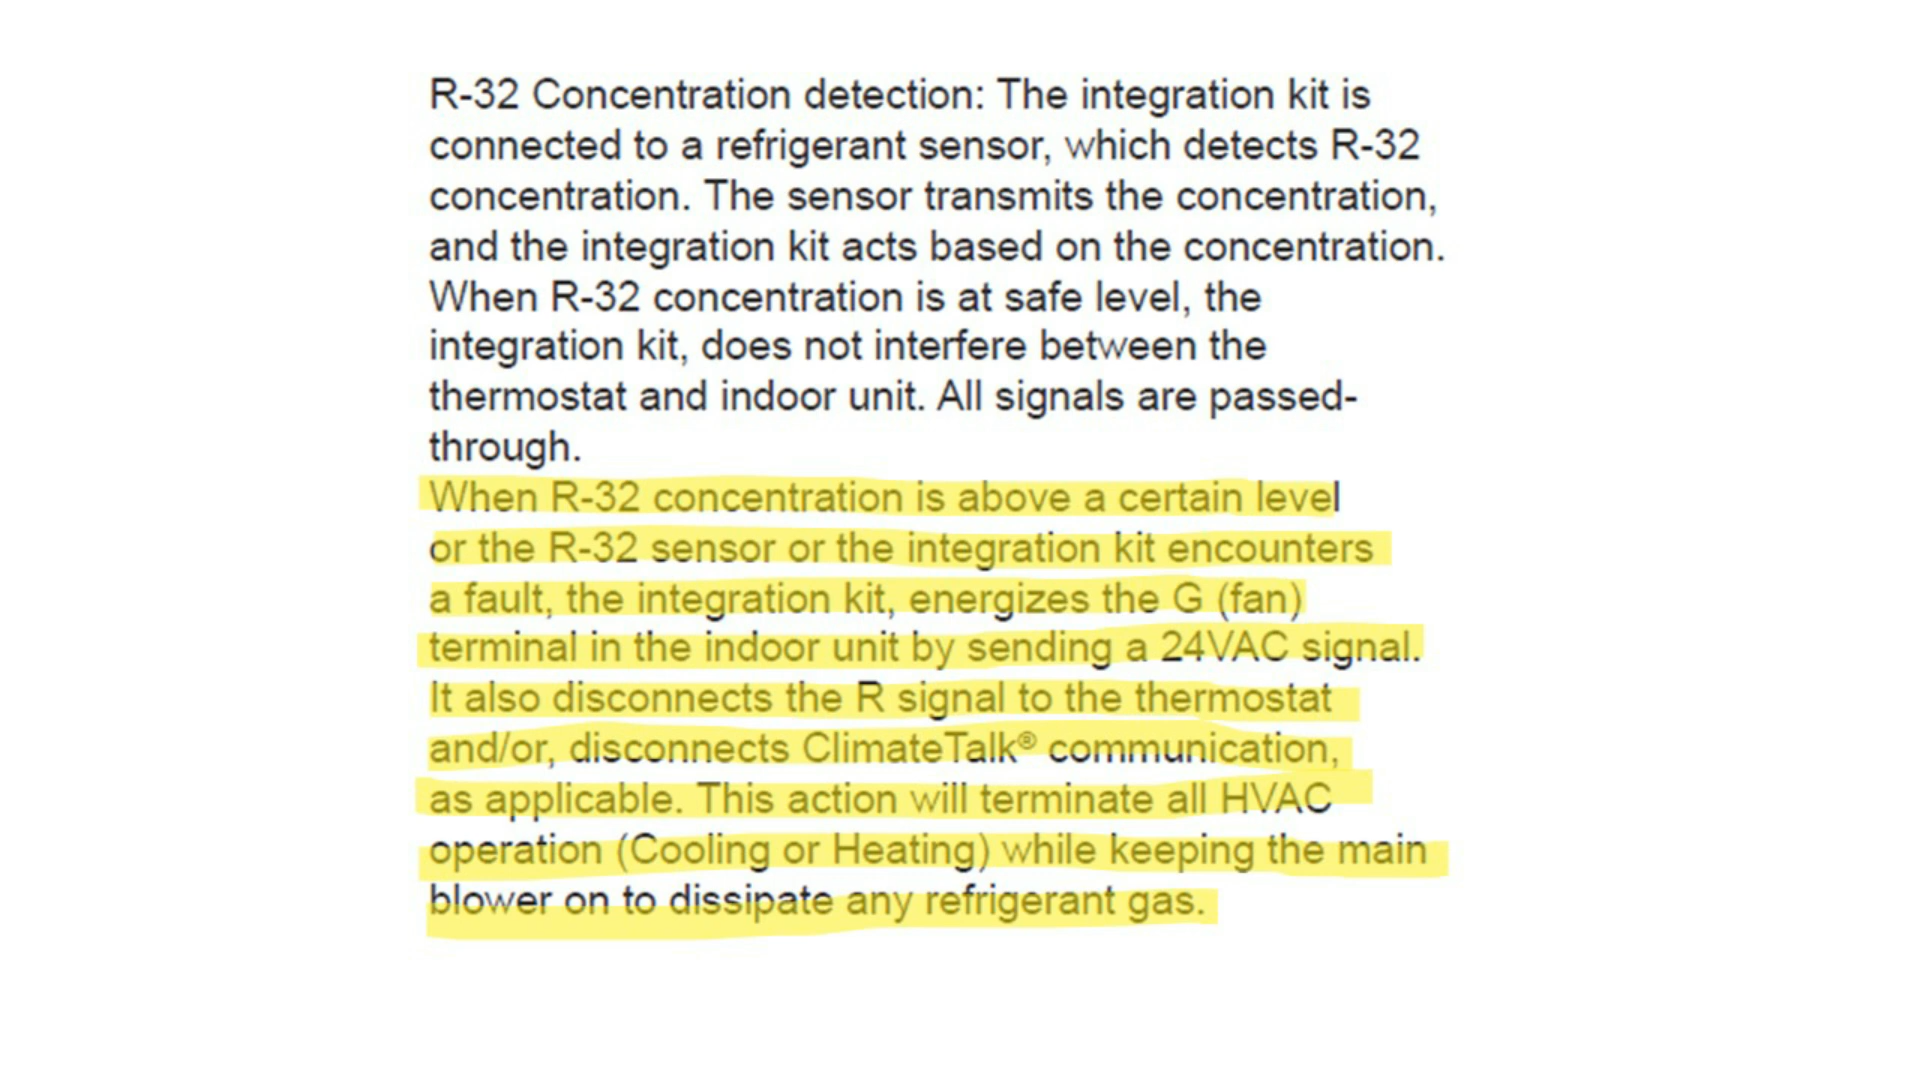 R-32 Concentration detection: The integration kit is
connected to a refrigerant sensor, which detects R-32
concentration. The sensor transmits the concentration,
and the integration kit acts based on the concentration.
When R-32 concentration is at safe level, the
integration kit, does not interfere between the
thermostat and indoor unit. All signals are passed-
through.
When R-32 concentration is above a certain level
or the R-32 sensor or the integration kit encounters
a fault, the integration kit, energizes the G (fan)
terminal in the indoor unit by sending a 24VAC signal.
It also disconnects the R signal to the thermostat
and/or, disconnects ClimateTalk® communication,
as applicable. This action will terminate all HVAC
operation (Cooling or Heating) while keeping the main
blower on to dissipate any refrigerant gas.